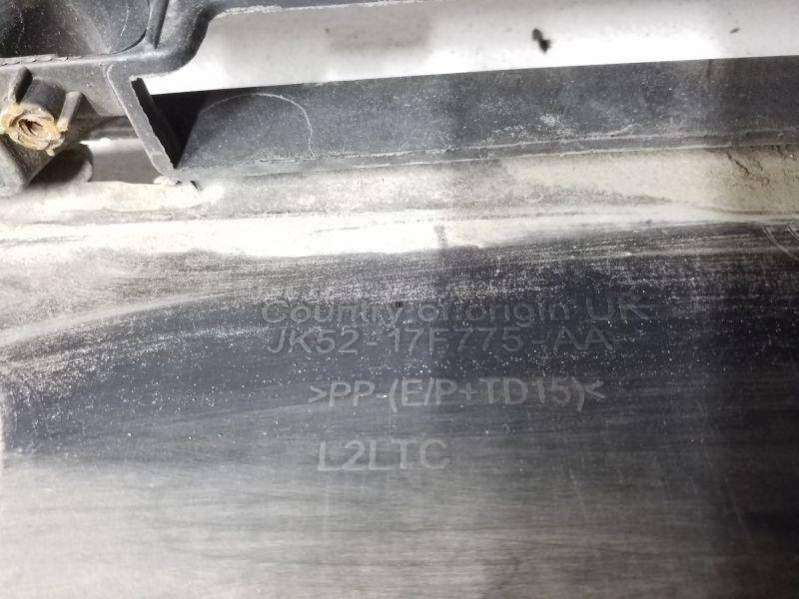 Country of origin UK
JK52-17F775-AA
>PP-(E/P+TD15)<
L2LTC